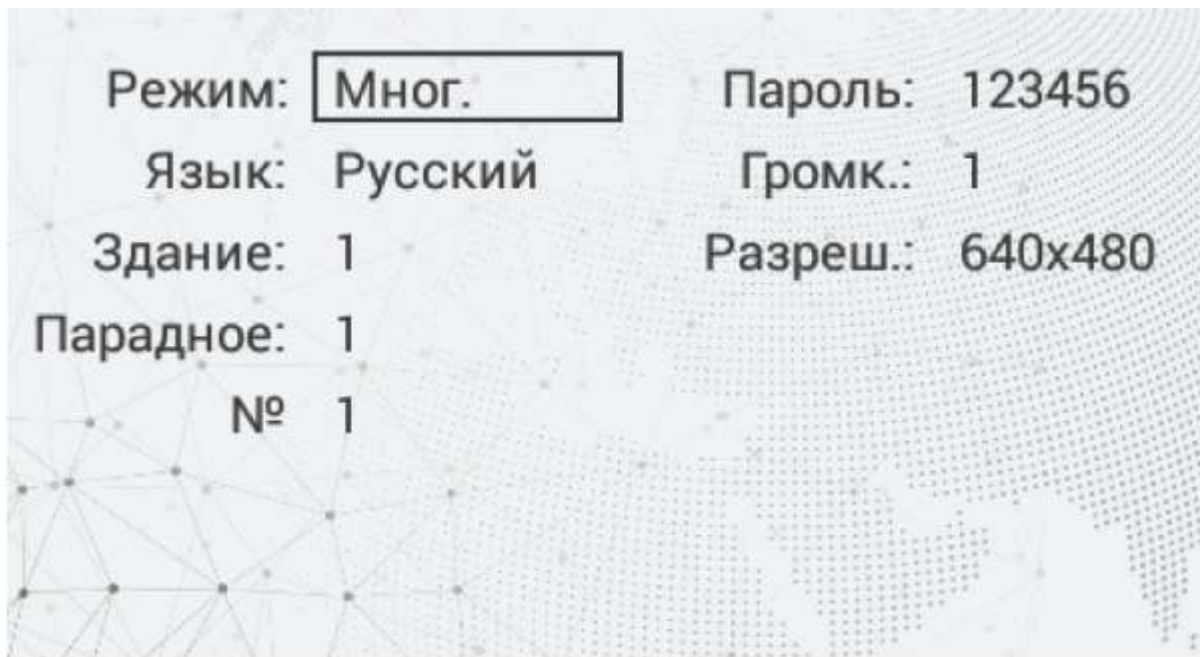 Режим: Мног.
Язык: Русский
Здание: 1
Парадное: 1
№ 1
Пароль: 123456
Громк.: 1
Разреш.: 640x480